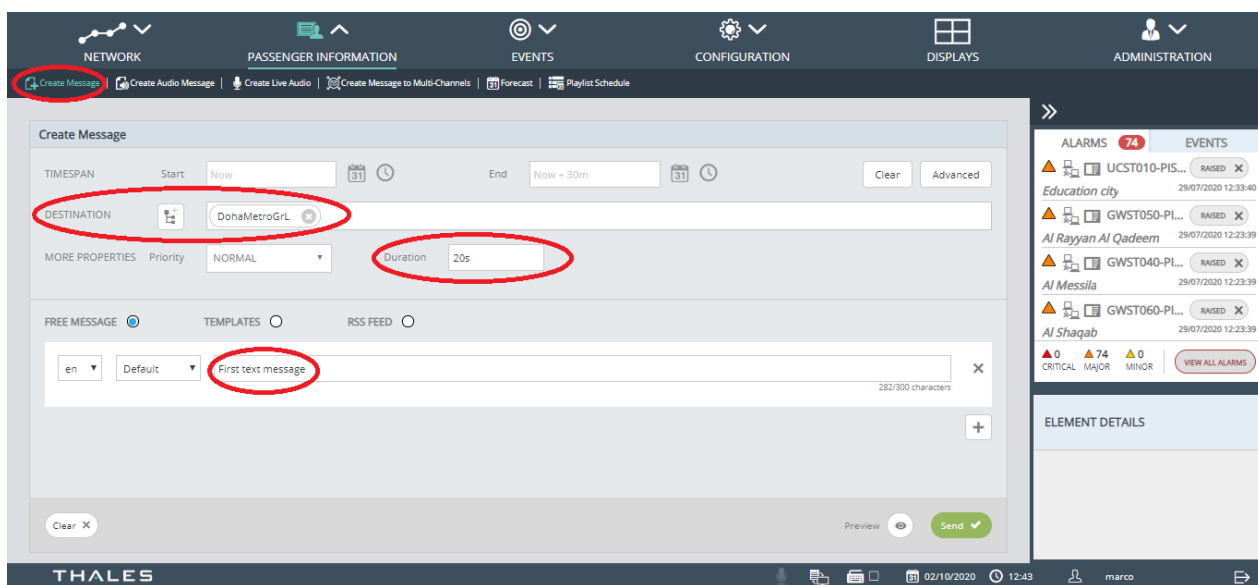 NETWORK
PASSENGER INFORMATION
EVENTS
CONFIGURATION
DISPLAYS
ADMINISTRATION
Create Message | Create Audio Message | Create Live Audio | Create Message to Multi-Channels | 31 Forecast | Playlist Schedule
Create Message
TIMESPAN Start Now 31 End Now + 30m 31 Clear Advanced
DESTINATION DohaMetroGrL
MORE PROPERTIES Priority NORMAL Duration 20s
FREE MESSAGE TEMPLATES RSS FEED
en Default First text message
282/300 characters
+
Clear X Preview Send
ALARMS 74 EVENTS
UCST010-PIS... RAISED X
Education city 29/07/2020 12:33:40
GWST050-PI... RAISED X
Al Rayyan Al Qadeem 29/07/2020 12:23:39
GWST040-PI... RAISED X
Al Messila 29/07/2020 12:23:39
GWST060-PI... RAISED X
Al Shaqab 29/07/2020 12:23:39
0 74 0
CRITICAL MAJOR MINOR VIEW ALL ALARMS
ELEMENT DETAILS
THALES 31 02/10/2020 12:43 marco